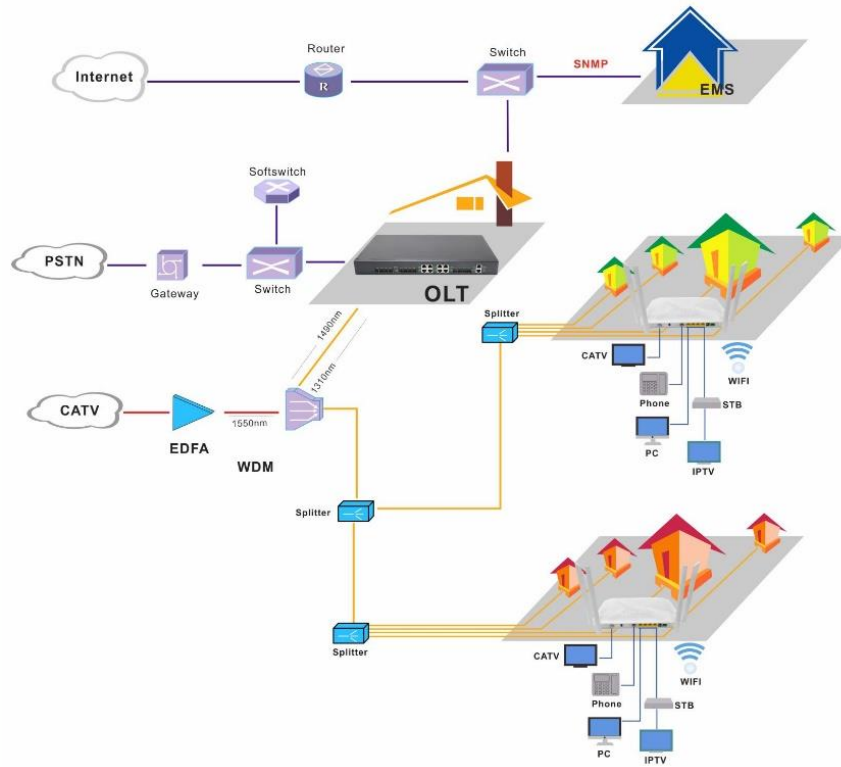 Internet
Router
R
Switch
SNMP
EMS
Softswitch
PSTN
Gateway
Switch
OLT
1490nm
1310nm
CATV
EDFA
1550nm
WDM
Splitter
CATV
Phone
PC
WIFI
STB
IPTV
Splitter
Splitter
CATV
Phone
PC
WIFI
STB
IPTV